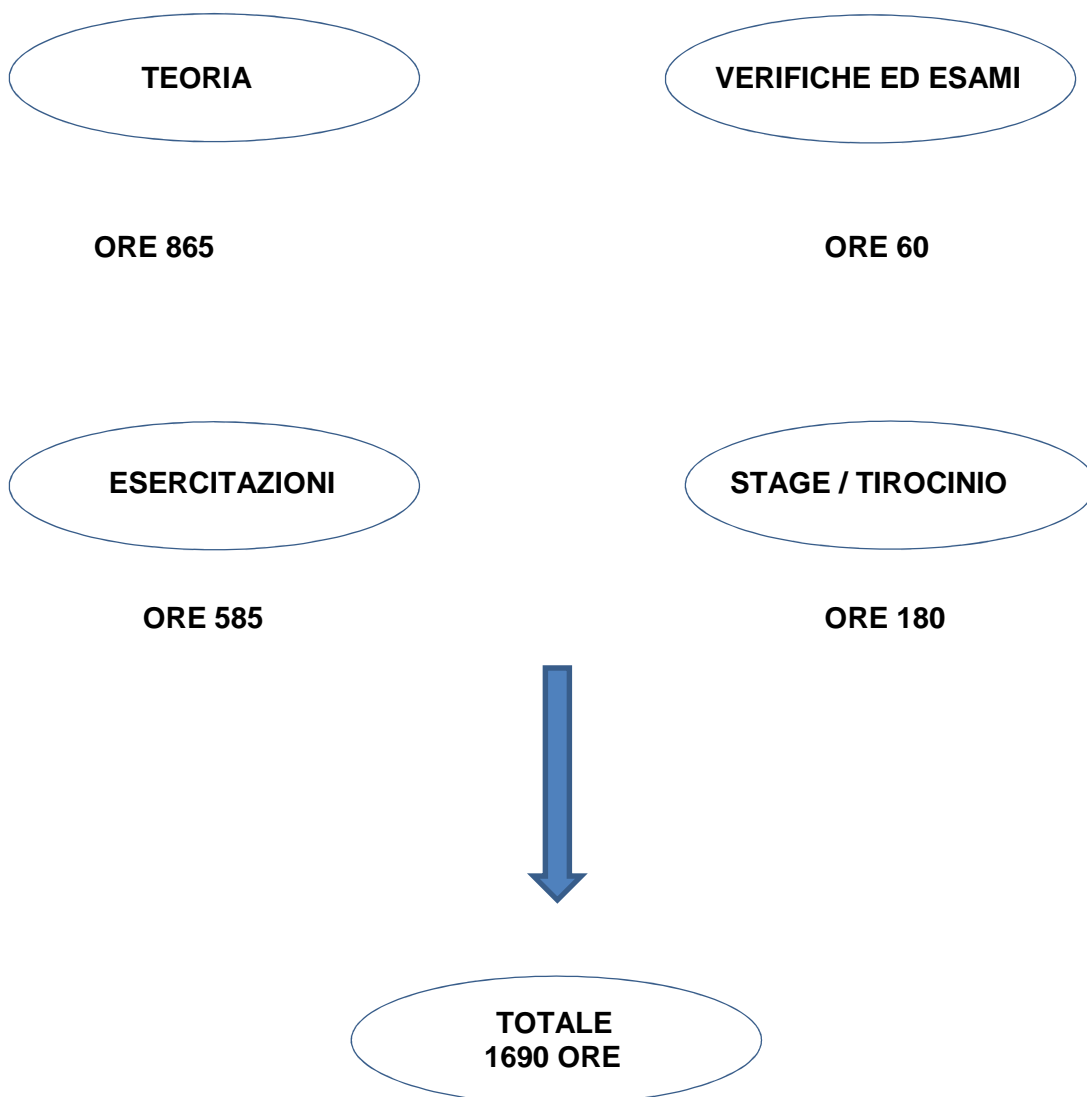 TEORIA
VERIFICHE ED ESAMI
ORE 865
ORE 60
ESERCITAZIONI
STAGE / TIROCINIO
ORE 585
ORE 180
TOTALE
1690 ORE